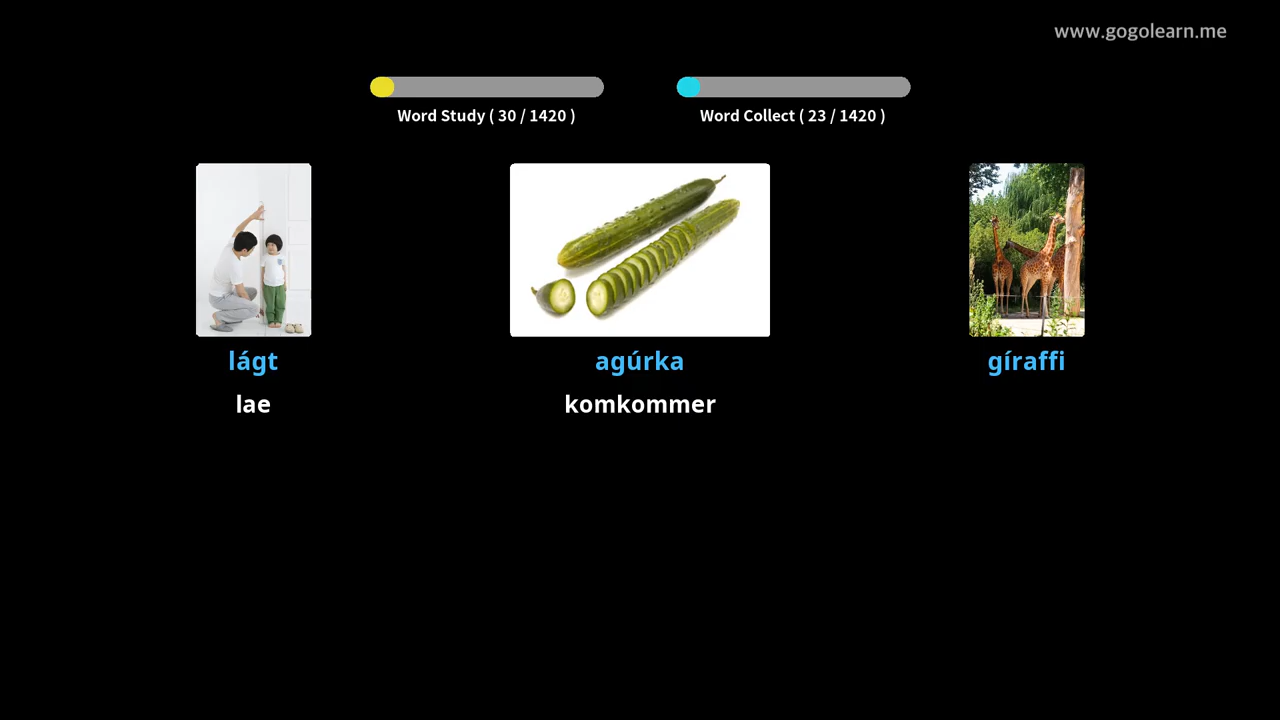 www.gogolearn.me
Word Study ( 30 / 1420 )
Word Collect ( 23 / 1420 )
lágt
agúrka
gíraffi
lae
komkommer